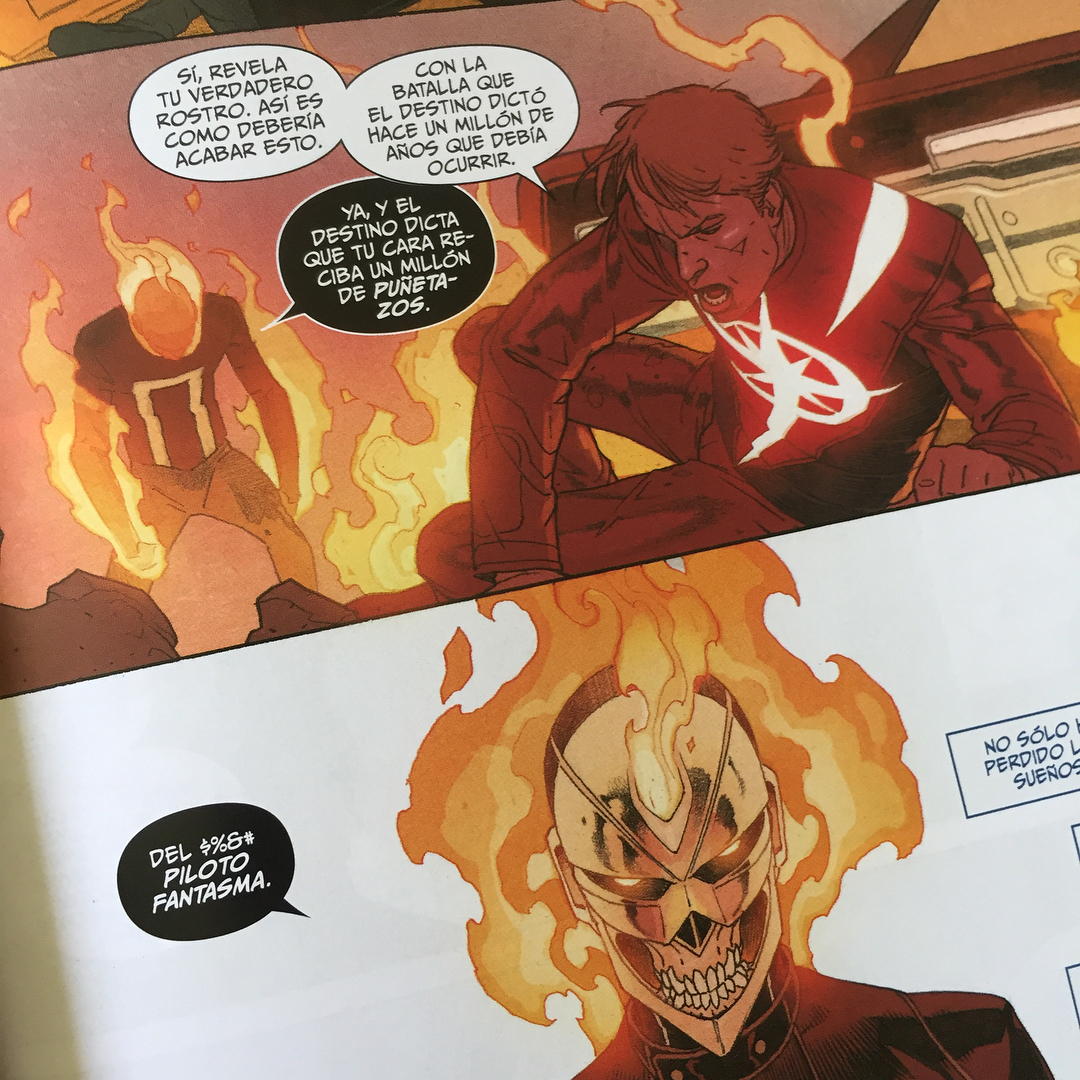 SÍ, REVELA
TU VERDADERO
ROSTRO. ASÍ ES
COMO DEBERÍA
ACABAR ESTO.
CON LA
BATALLA QUE
EL DESTINO DICTÓ
HACE UN MILLÓN DE
AÑOS QUE DEBÍA
OCURRIR.
YA, Y EL
DESTINO DICTA
QUE TU CARA RE-
CIBA UN MILLÓN
DE PUÑETA-
ZOS.
DEL $%&#
PILOTO
FANTASMA.
NO SÓLO
PERDIDO
SUEÑOS